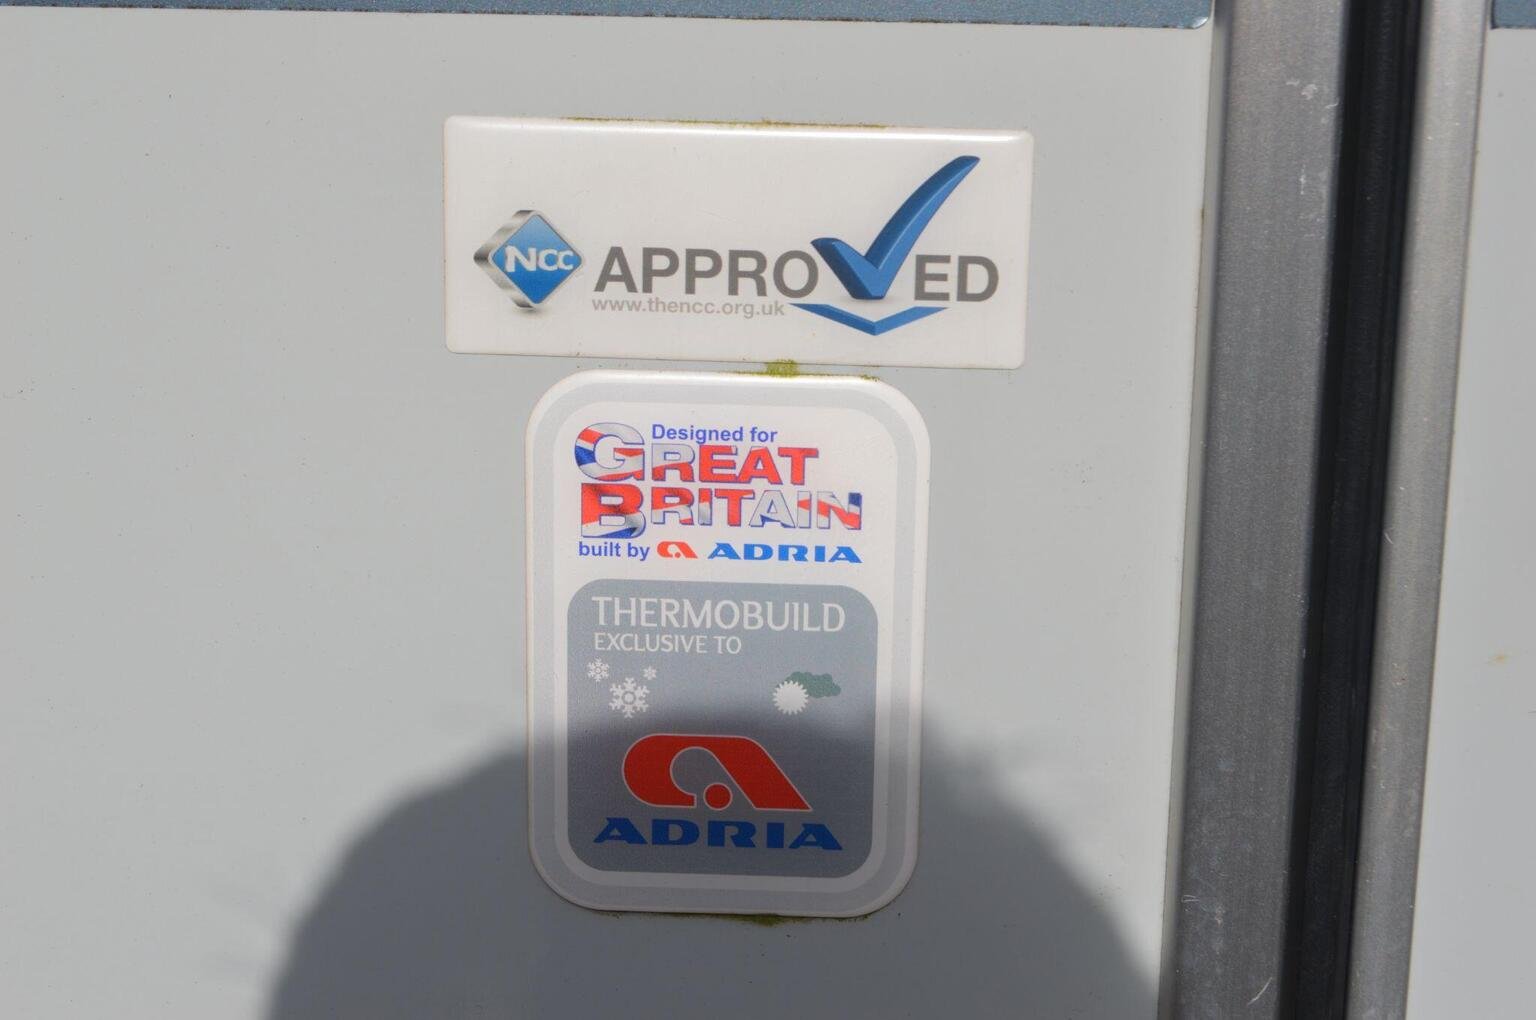 NCC
APPROVED
www.thencc.org.uk
Designed for
GREAT
BRITAIN
built by ADRIA
THERMOBUILD
EXCLUSIVE TO
ADRIA